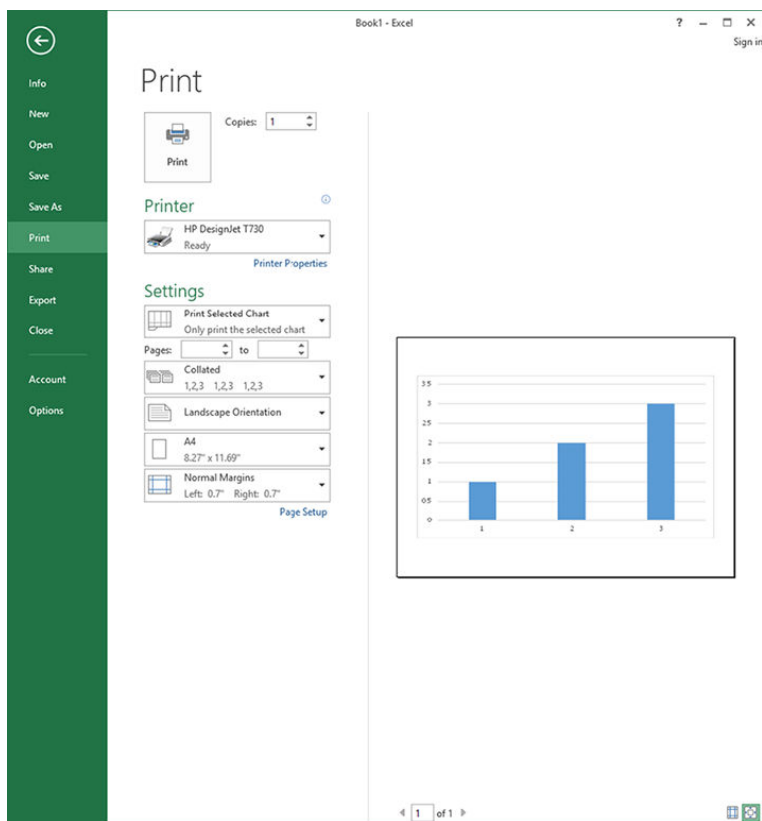 Book1 - Excel
?
Sign in
Info
New
Open
Save
Save As
Print
Share
Export
Close
Account
Options
Print
Copies: 1
Print
Printer
HP DesignJet T730
Ready
Printer Properties
Settings
Print Selected Chart
Only print the selected chart
Pages: to
Collated
1,2,3 1,2,3 1,2,3
Landscape Orientation
A4
8.27" x 11.69"
Normal Margins
Left: 0.7" Right: 0.7"
Page Setup
3.5
3
2.5
2
1.5
1
0.5
0
1 2 3
1 of 1